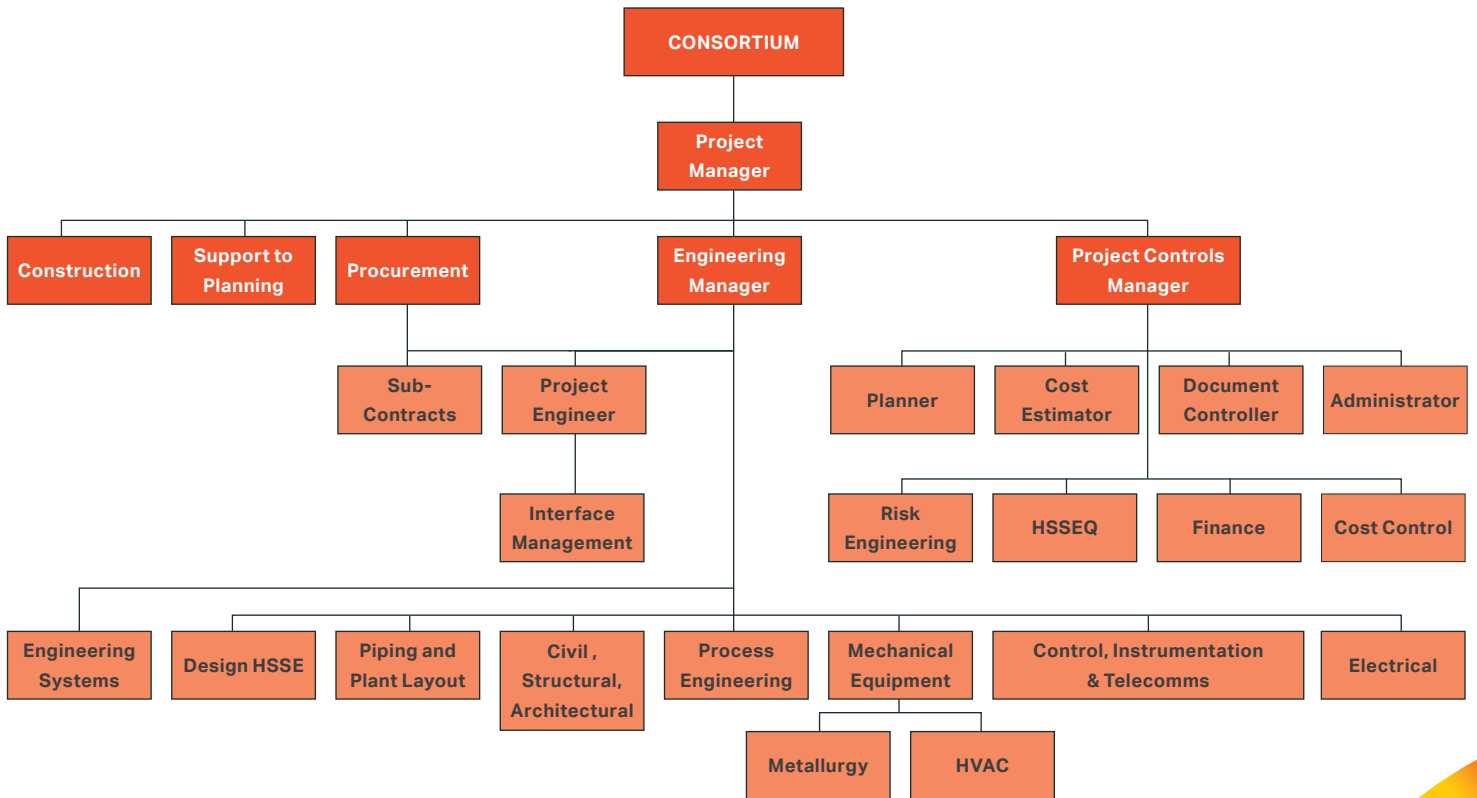 CONSORTIUM
Project
Manager
Construction
Support to
Planning
Procurement
Engineering
Manager
Project Controls
Manager
Sub-
Contracts
Project
Engineer
Planner
Cost
Estimator
Document
Controller
Administrator
Interface
Management
Risk
Engineering
HSSEQ
Finance
Cost Control
Engineering
Systems
Design HSSE
Piping and
Plant Layout
Civil ,
Structural,
Architectural
Process
Engineering
Mechanical
Equipment
Control, Instrumentation
& Telecomms
Electrical
Metallurgy
HVAC